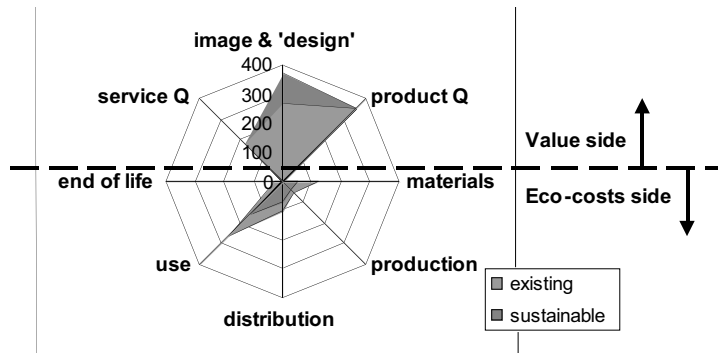 image & 'design'
400
service Q
300
product Q
200
Value side
100
end of life
0
materials
Eco-costs side
use
production
existing
distribution
sustainable